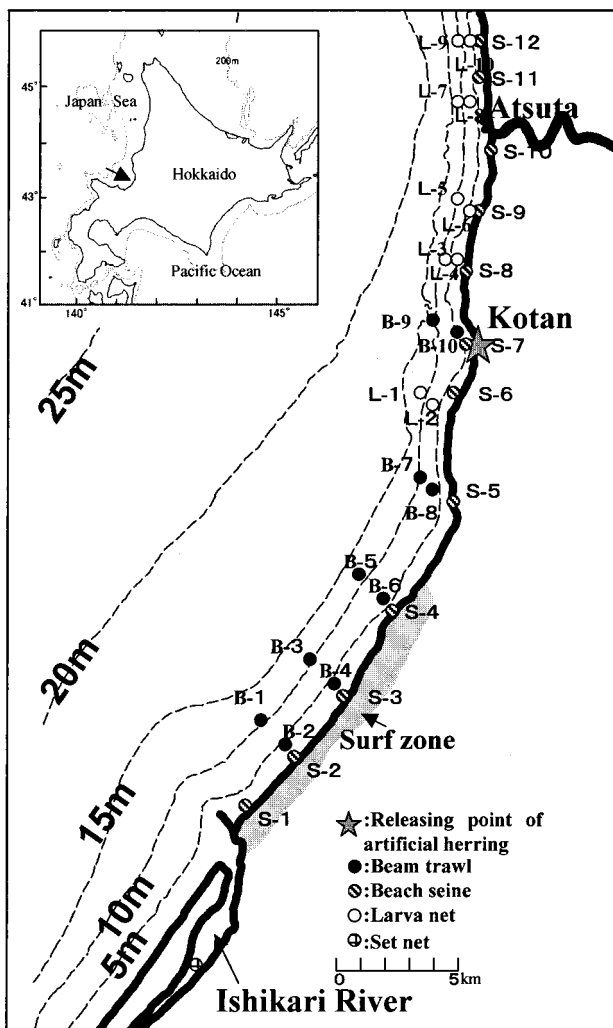 200m
45°
Japan Sea
Hokkaido
43°
Pacific Ocean
41°
140°
145°
L-9
S-12
L-10
S-11
L-7
L-8
Atsuta
S-10
L-5
S-9
L-6
L-3
S-8
L-4
B-9
Kotan
B-10
S-7
25m
L-1
S-6
L-2
B-7
S-5
B-8
B-5
B-6
S-4
20m
B-3
B-4
S-3
B-1
Surf zone
B-2
S-2
15m
S-1
:Releasing point of
artificial herring
:Beam trawl
10m
:Beach seine
:Larva net
5m
:Set net
0
5km
Ishikari River